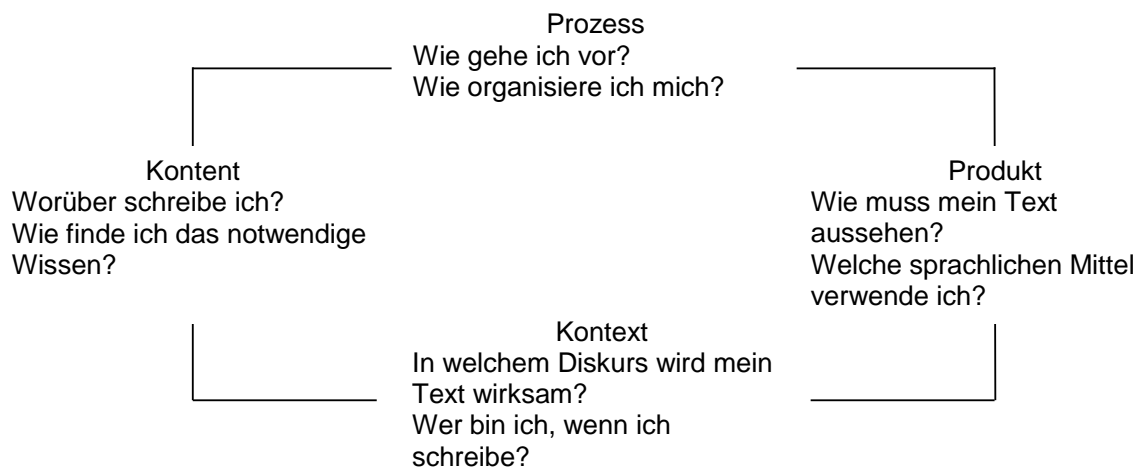 Prozess
Wie gehe ich vor?
Wie organisiere ich mich?
Kontent
Worüber schreibe ich?
Wie finde ich das notwendige
Wissen?
Produkt
Wie muss mein Text
aussehen?
Welche sprachlichen Mittel
verwende ich?
Kontext
In welchem Diskurs wird mein
Text wirksam?
Wer bin ich, wenn ich
schreibe?